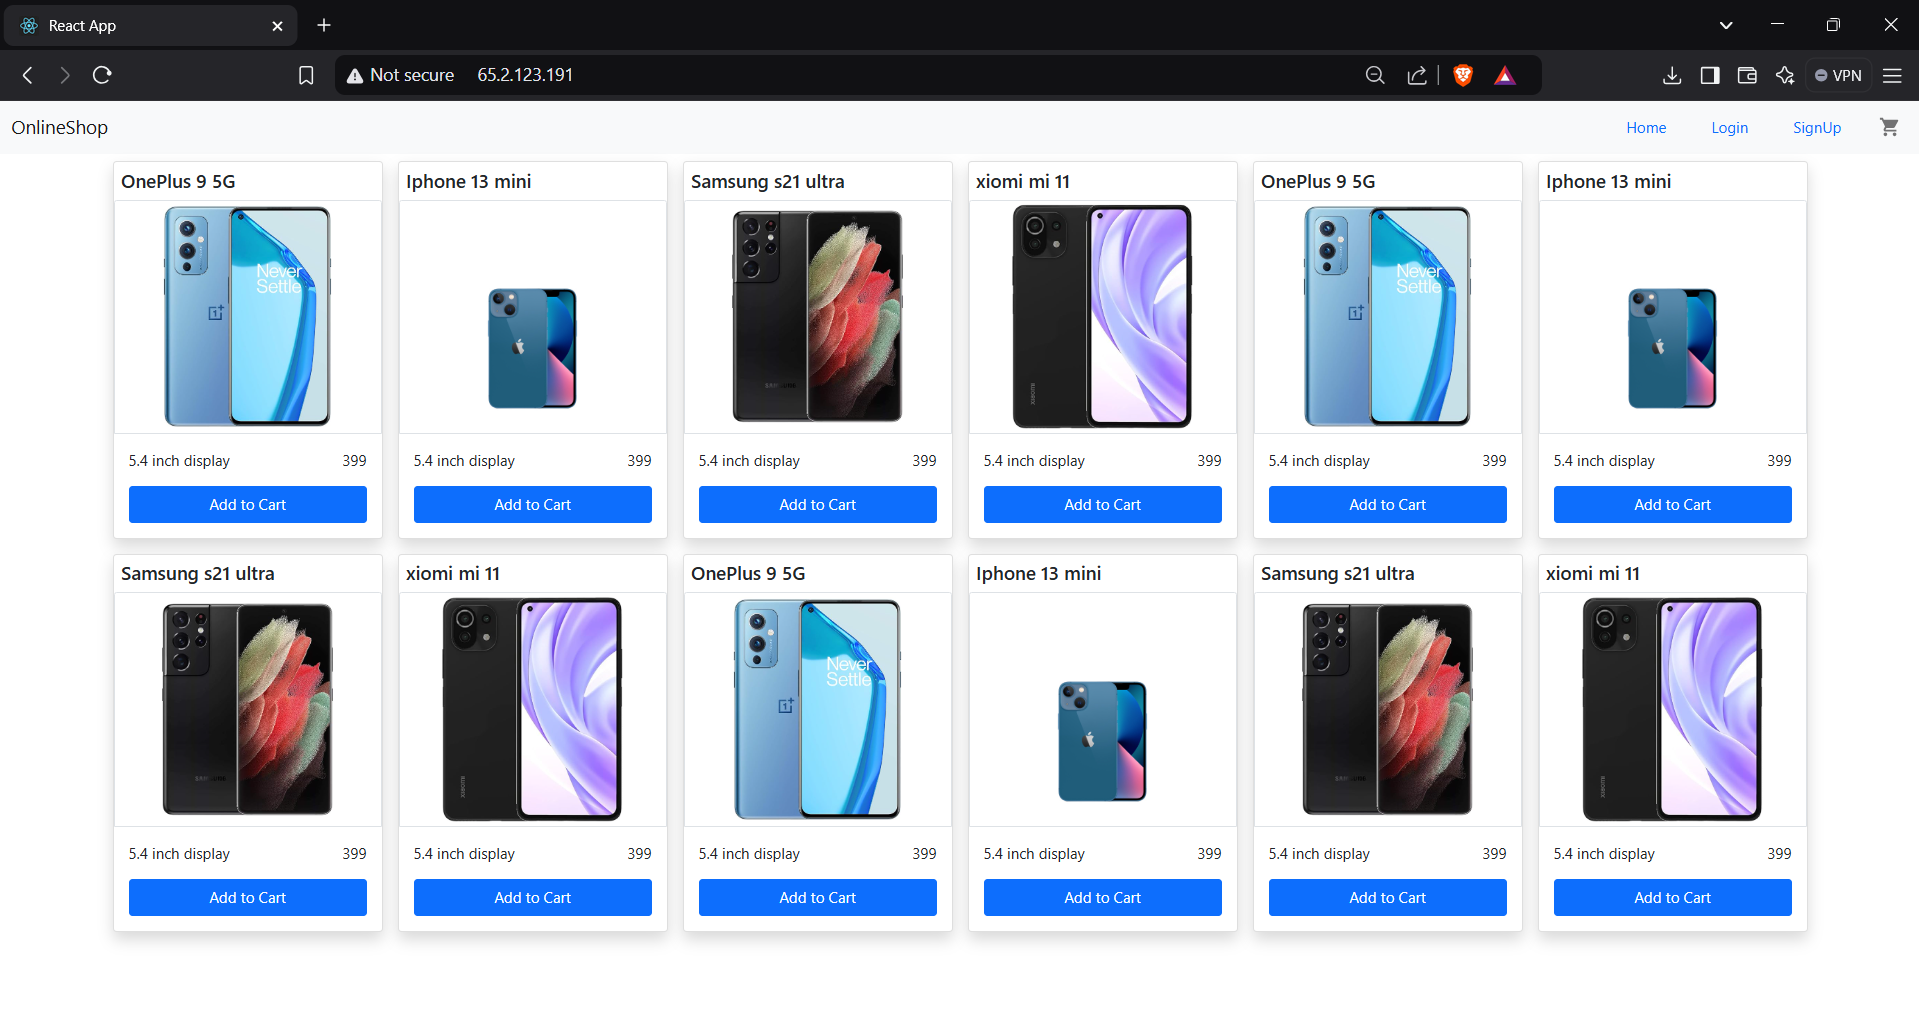 React App
Not secure 65.2.123.191
VPN
OnlineShop
Home Login SignUp
OnePlus 9 5G Iphone 13 mini Samsung s21 ultra xiomi mi 11 OnePlus 9 5G Iphone 13 mini
Never
Settle
Never
Settle
SAMSUNG
XIAOMI
5.4 inch display 399 5.4 inch display 399 5.4 inch display 399 5.4 inch display 399 5.4 inch display 399 5.4 inch display 399
Add to Cart Add to Cart Add to Cart Add to Cart Add to Cart Add to Cart
Samsung s21 ultra xiomi mi 11 OnePlus 9 5G Iphone 13 mini Samsung s21 ultra xiomi mi 11
Never
Settle
SAMSUNG
XIAOMI
SAMSUNG
XIAOMI
5.4 inch display 399 5.4 inch display 399 5.4 inch display 399 5.4 inch display 399 5.4 inch display 399 5.4 inch display 399
Add to Cart Add to Cart Add to Cart Add to Cart Add to Cart Add to Cart